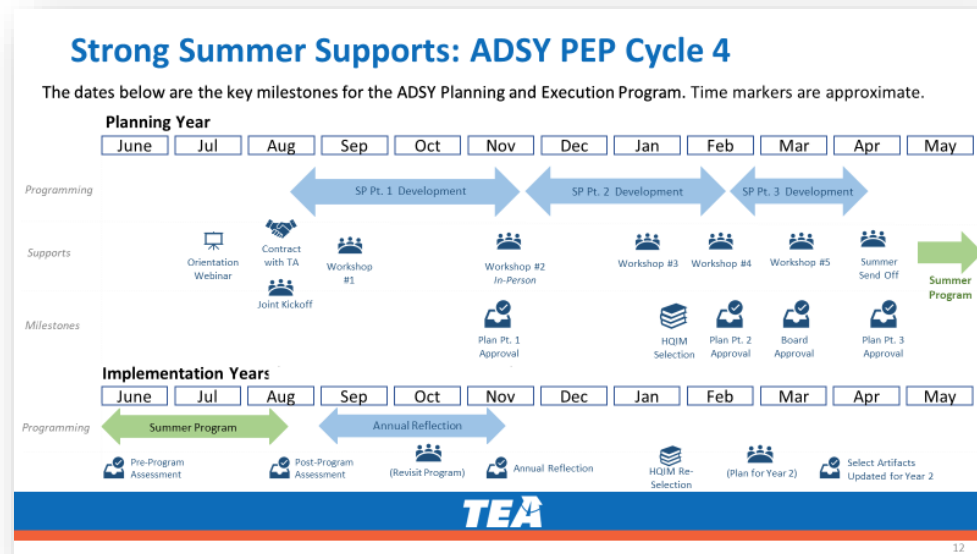 Strong Summer Supports: ADSY PEP Cycle 4
The dates below are the key milestones for the ADSY Planning and Execution Program. Time markers are approximate.
Planning Year
June Jul Aug Sep Oct Nov Dec Jan Feb Mar Apr May
Programming
SP Pt. 1 Development
SP Pt. 2 Development
SP Pt. 3 Development
Supports
Orientation
Webinar
Contract
with TA
Joint Kickoff
Workshop
#1
Workshop #2
In-Person
Workshop #3
Workshop #4
Workshop #5
Summer
Send Off
Summer
Program
Milestones
Plan Pt. 1
Approval
HQIM
Selection
Plan Pt. 2
Approval
Board
Approval
Plan Pt. 3
Approval
Implementation Years
June Jul Aug Sep Oct Nov Dec Jan Feb Mar Apr May
Programming
Summer Program
Annual Reflection
Pre-Program
Assessment
Post-Program
Assessment
(Revisit Program)
Annual Reflection
HQIM Re-
Selection
(Plan for Year 2)
Select Artifacts
Updated for Year 2
TEA
12